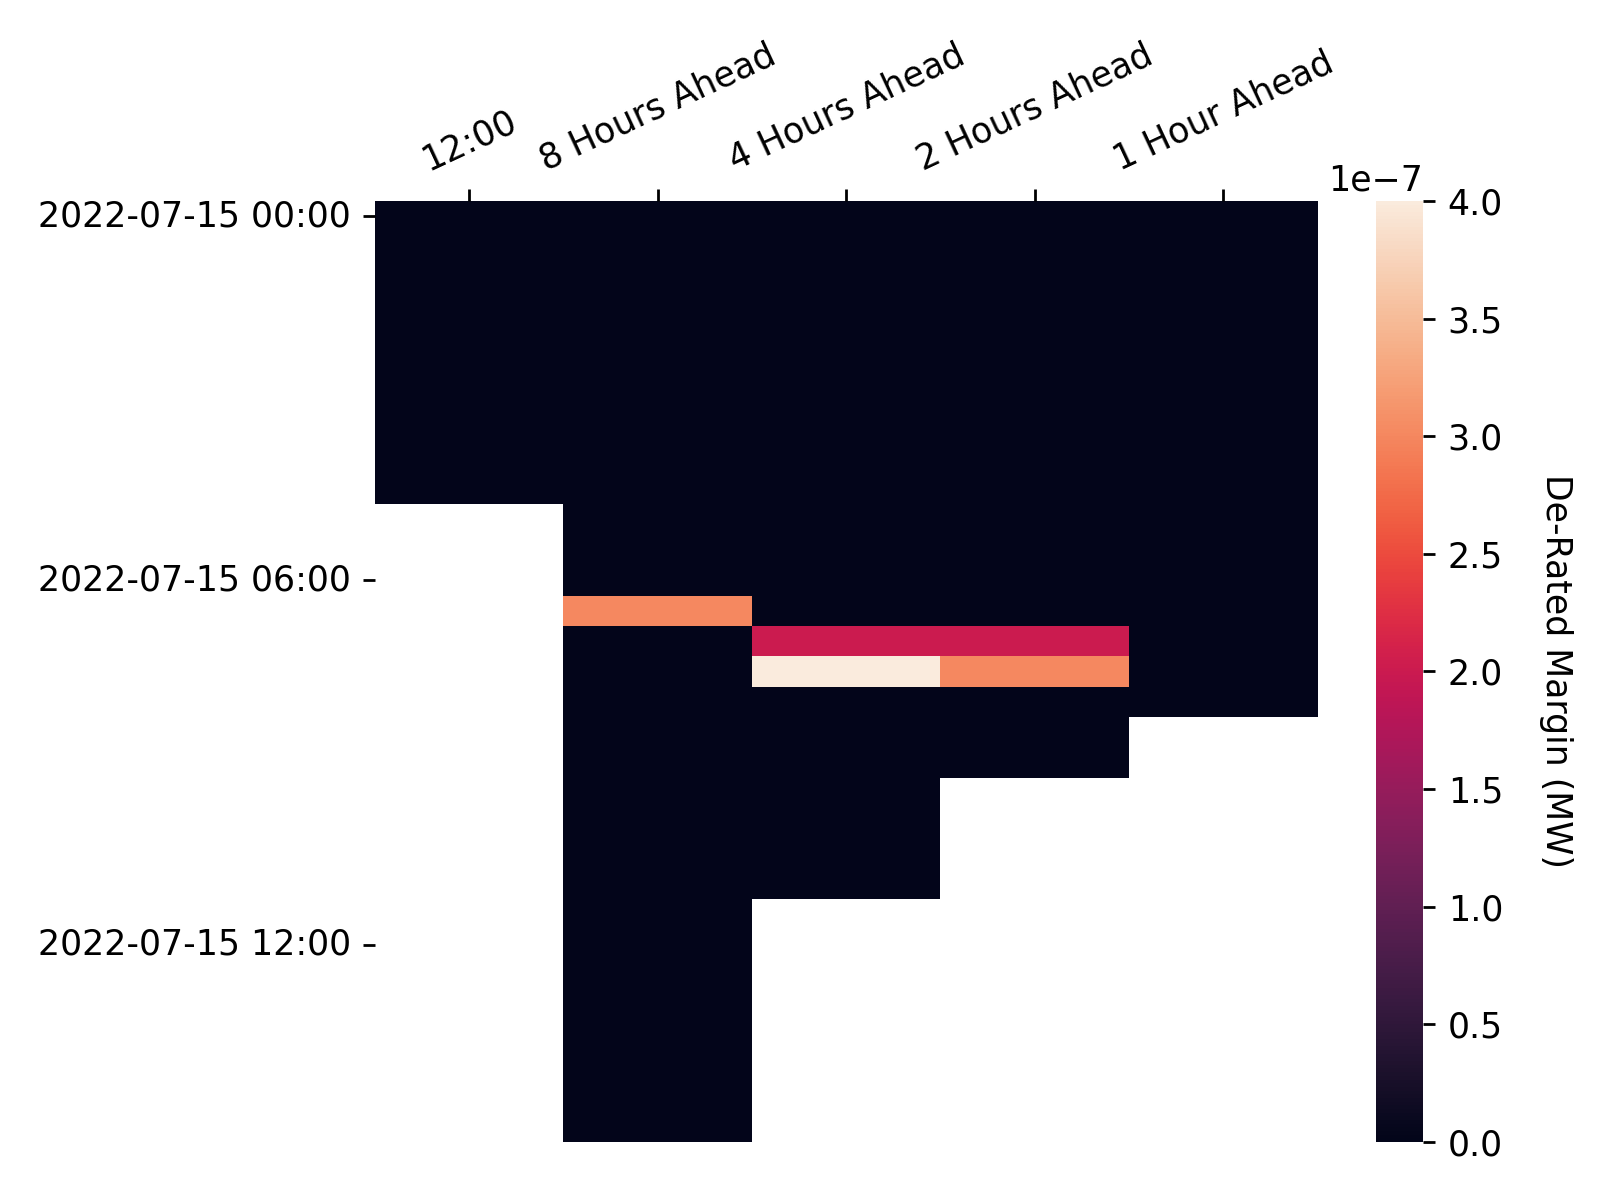 12:00
8 Hours Ahead
4 Hours Ahead
2 Hours Ahead
1 Hour Ahead
2022-07-15 00:00
2022-07-15 06:00
2022-07-15 12:00
1e−7
4.0
3.5
3.0
2.5
2.0
1.5
1.0
0.5
0.0
De-Rated Margin (MW)